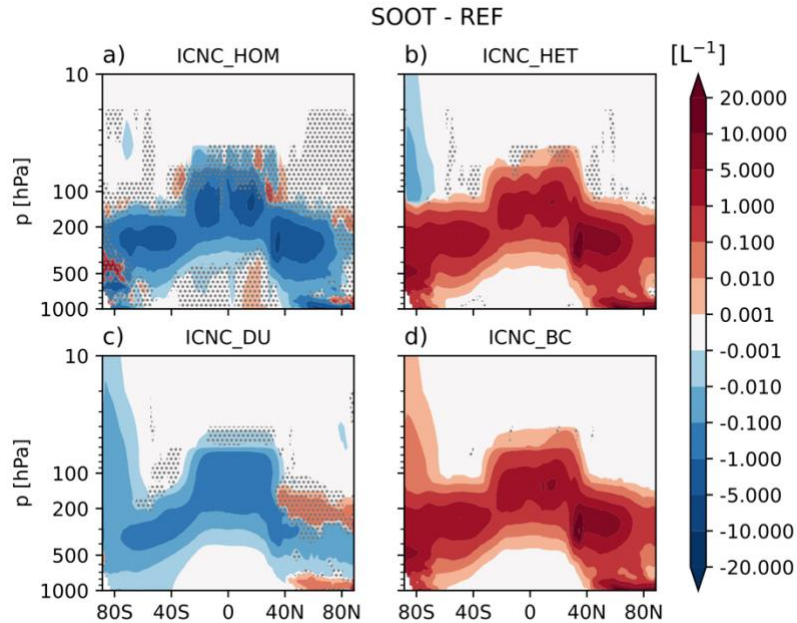 SOOT - REF
a) ICNC_HOM
b) ICNC_HET
[L⁻¹]
10
100
200
500
1000
p [hPa]
20.000
10.000
5.000
1.000
0.100
0.010
0.001
-0.001
-0.010
-0.100
-1.000
-5.000
-10.000
-20.000
c) ICNC_DU
d) ICNC_BC
10
100
200
500
1000
p [hPa]
80S 40S 0 40N 80N
80S 40S 0 40N 80N